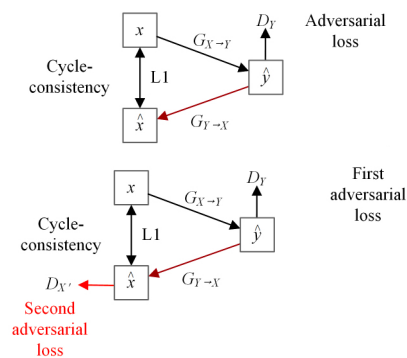 x
D_Y
Adversarial
loss
G_{X→Y}
Cycle-
consistency
L1
ŷ
x̂
G_{Y→X}
x
D_Y
First
adversarial
loss
G_{X→Y}
Cycle-
consistency
L1
ŷ
x̂
G_{Y→X}
D_{X'}
Second
adversarial
loss